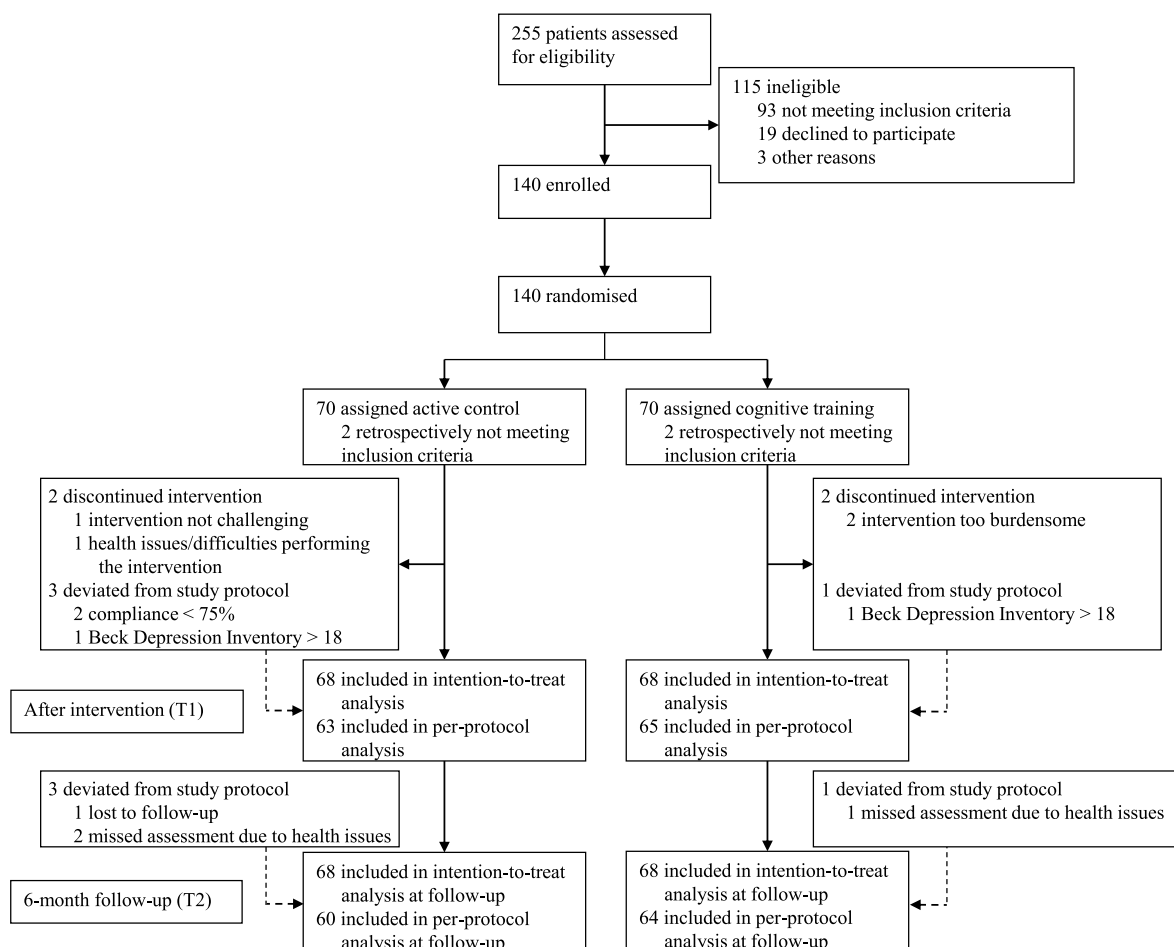 255 patients assessed
for eligibility
115 ineligible
93 not meeting inclusion criteria
19 declined to participate
3 other reasons
140 enrolled
140 randomised
70 assigned active control
2 retrospectively not meeting
inclusion criteria
70 assigned cognitive training
2 retrospectively not meeting
inclusion criteria
2 discontinued intervention
1 intervention not challenging
1 health issues/difficulties performing
the intervention
3 deviated from study protocol
2 compliance < 75%
1 Beck Depression Inventory > 18
2 discontinued intervention
2 intervention too burdensome
1 deviated from study protocol
1 Beck Depression Inventory > 18
After intervention (T1)
68 included in intention-to-treat
analysis
63 included in per-protocol
analysis
68 included in intention-to-treat
analysis
65 included in per-protocol
analysis
3 deviated from study protocol
1 lost to follow-up
2 missed assessment due to health issues
1 deviated from study protocol
1 missed assessment due to health issues
6-month follow-up (T2)
68 included in intention-to-treat
analysis at follow-up
60 included in per-protocol
analysis at follow-up
68 included in intention-to-treat
analysis at follow-up
64 included in per-protocol
analysis at follow-up